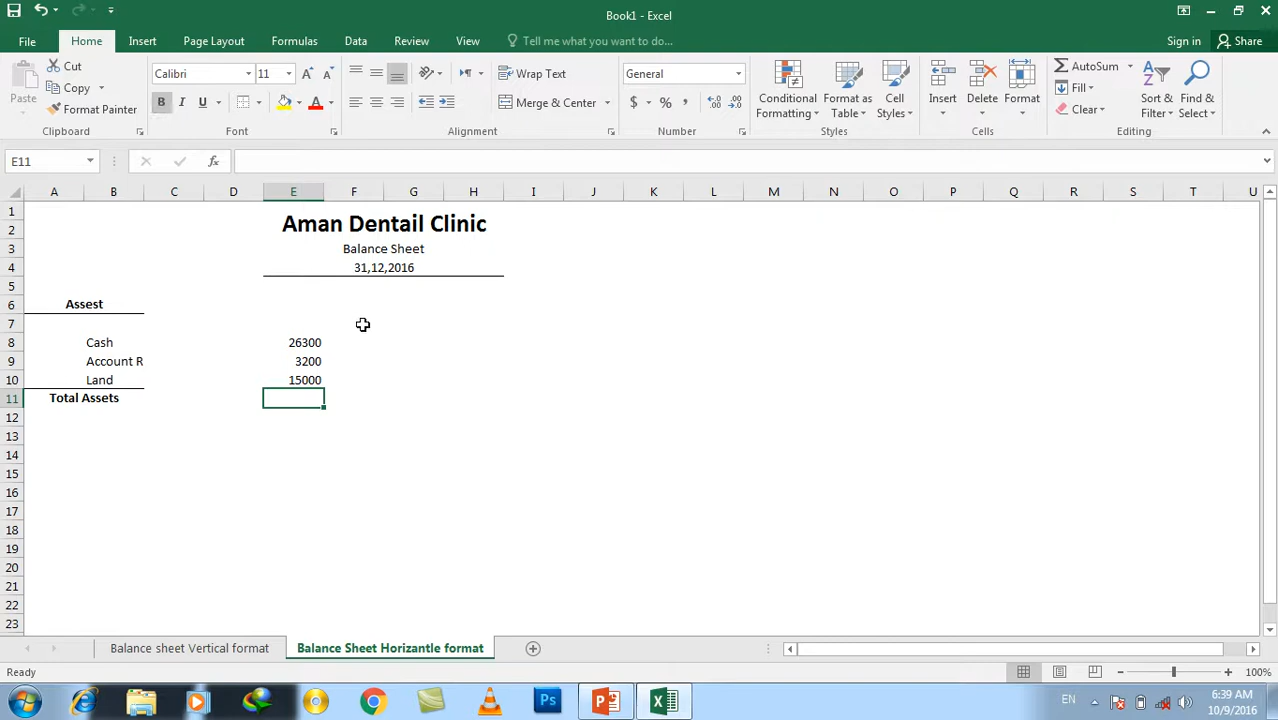 Book1 - Excel
File Home Insert Page Layout Formulas Data Review View Tell me what you want to do... Sign in Share
Paste Cut Copy Format Painter Clipboard
Calibri 11 B I U A Font
Wrap Text Merge & Center Alignment
General $ % , Number
Conditional Formatting Format as Table Cell Styles Styles
Insert Delete Format Cells
AutoSum Fill Clear Sort & Filter Find & Select Editing
E11 fx
A B C D E F G H I J K L M N O P Q R S T U
1
2 Aman Dentail Clinic
3 Balance Sheet
4 31,12,2016
5
6 Assest
7
8 Cash 26300
9 Account R 3200
10 Land 15000
11 Total Assets
12
13
14
15
16
17
18
19
20
21
22
23
Balance sheet Vertical format Balance Sheet Horizantle format
Ready 100%
Ps EN 6:39 AM
10/9/2016